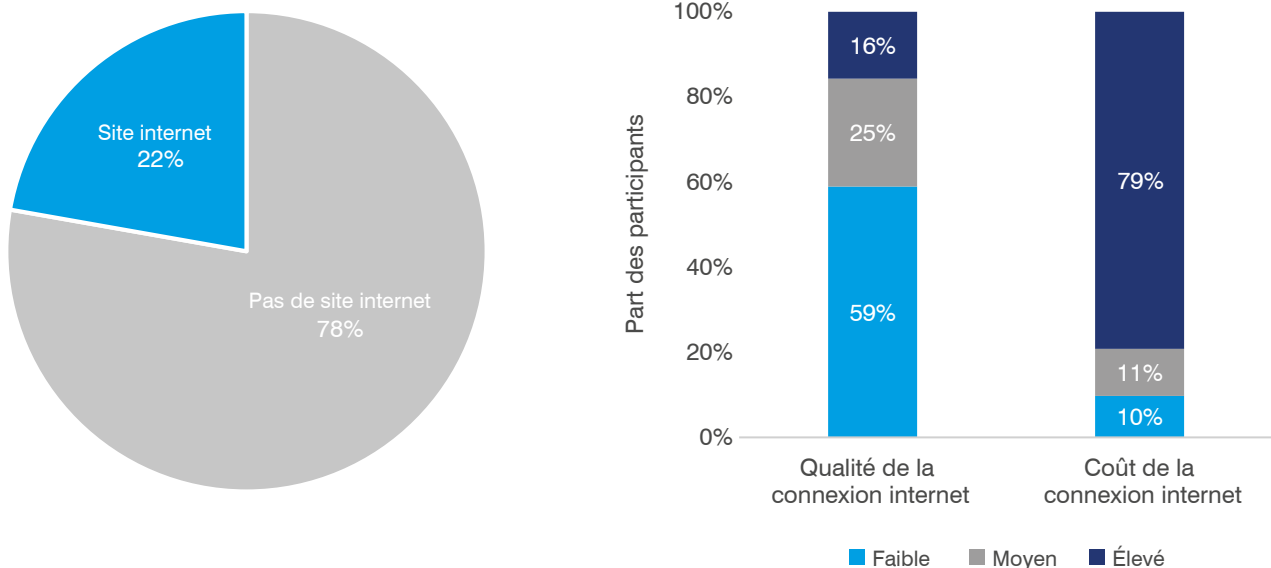 Site internet
22%
Pas de site internet
78%
Part des participants
100%
80%
60%
40%
20%
0%
16%
25%
59%
79%
11%
10%
Qualité de la
connexion internet
Coût de la
connexion internet
Faible
Moyen
Élevé